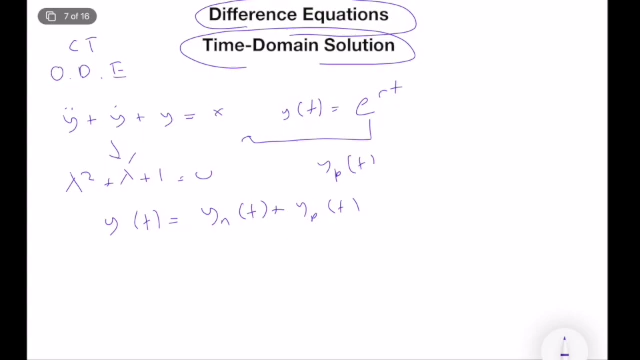 7 of 16
Difference Equations
Time-Domain Solution
CT
O.D.E
ÿ + ẏ + y = x
y(t) = e^{rt}
y_p(t)
λ² + λ + 1 = 0
y(t) = y_n(t) + y_p(t)